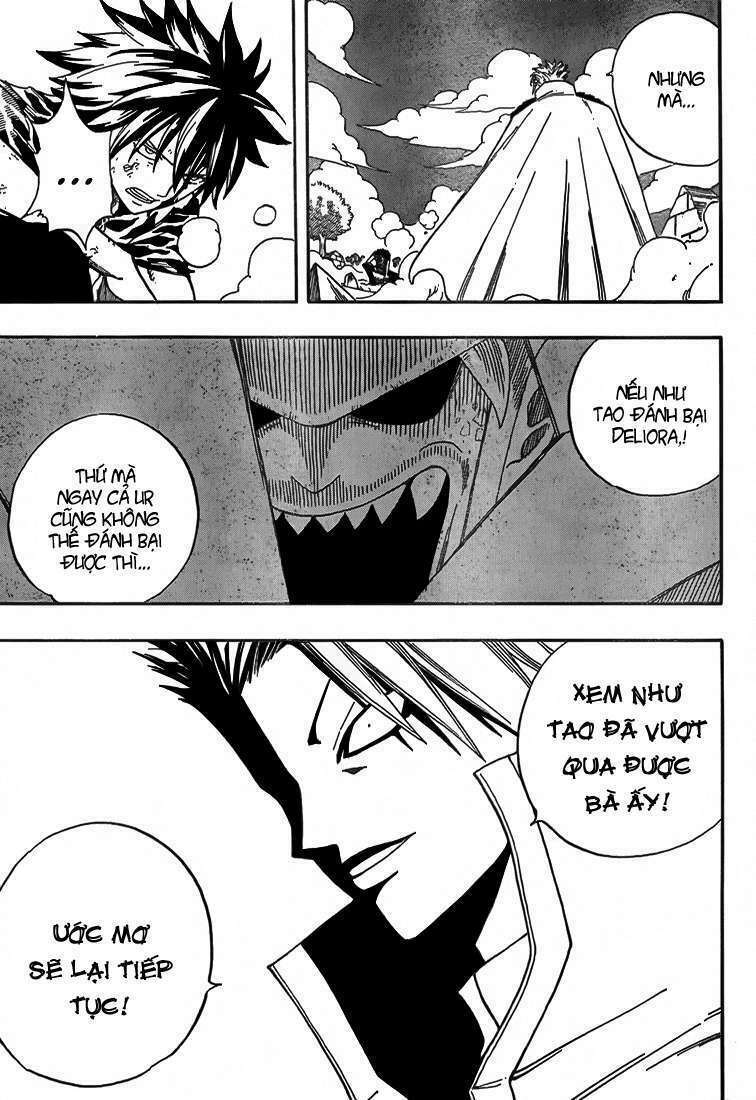 NHƯNG
MÀ...
...
NẾU NHƯ
TAO ĐÁNH BẠI
DELIORA,!
THỨ MÀ
NGAY CẢ UR
CŨNG KHÔNG
THỂ ĐÁNH BẠI
ĐƯỢC THÌ...
XEM NHƯ
TAO ĐÃ VƯỢT
QUA ĐƯỢC
BÀ ẤY!
ƯỚC MƠ
SẼ LẠI TIẾP
TỤC!